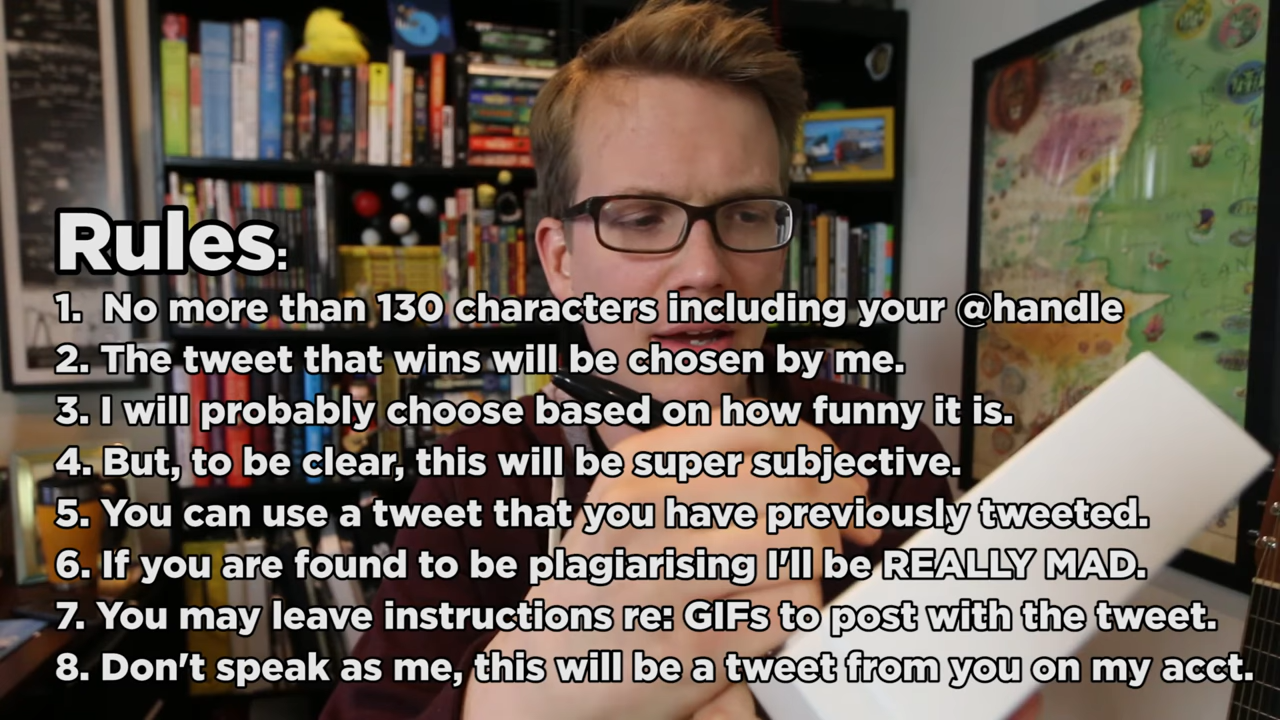 Rules:
1. No more than 130 characters including your @handle
2. The tweet that wins will be chosen by me.
3. I will probably choose based on how funny it is.
4. But, to be clear, this will be super subjective.
5. You can use a tweet that you have previously tweeted.
6. If you are found to be plagiarising I'll be REALLY MAD.
7. You may leave instructions re: GIFs to post with the tweet.
8. Don't speak as me, this will be a tweet from you on my acct.